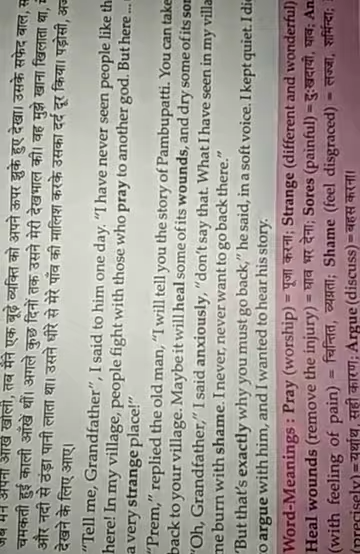 जब मैंने अपनी आँखें खोली, तब मैंने एक बूढ़े व्यक्ति को अपने ऊपर झुके हुए देखा। उसके सफेद बाल,
चमकती हुई काली आँखें थीं। अगले कुछ दिनों तक उसने मेरी देखभाल की। वह मुझे खाना खिलाता था,
और नदी से ठंडा पानी लाता था। उसने धीरे से मेरे पाँव की मालिश करके उसका दर्द दूर किया। पड़ोसी,
देखने के लिए आए।
"Tell me, Grandfather", I said to him one day. "I have never seen people like
here! In my village, people fight with those who pray to another god. But here ...
a very strange place!"
"Prem," replied the old man, "I will tell you the story of Pambupatti. You can take
back to your village. Maybe it will heal some of its wounds, and dry some of its
"Oh, Grandfather," I said anxiously, "don't say that. What I have seen in my
me burn with shame. I never, never want to go back there."
"But that's exactly why you must go back," he said, in a soft voice. I kept quiet. I
to argue with him, and I wanted to hear his story.
Word-Meanings : Pray (worship) = पूजा करना; Strange (different and wonderful)
Heal wounds (remove the injury) = घाव भर देना; Sores (painful) = दुःखदायी, घाव;
(with feeling of pain) = चिन्तित, व्यग्रता; Shame (feel disgraced) = लज्जा, शर्मिन्दा;
= यथार्थ, सही कारण; Argue (discuss) = बहस करना।